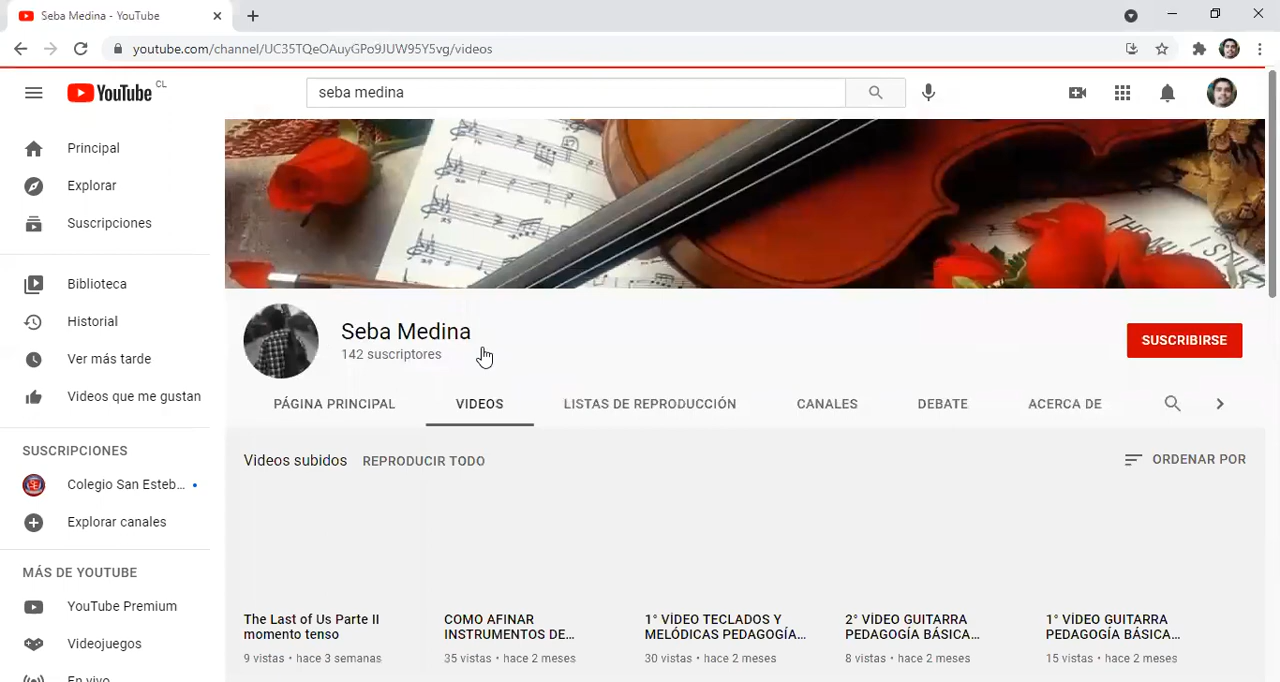 Seba Medina - YouTube
youtube.com/channel/UC35TQeOAuyGPo9JUW95Y5vg/videos
YouTube CL
seba medina
Principal
Explorar
Suscripciones
Biblioteca
Historial
Ver más tarde
Videos que me gustan
SUSCRIPCIONES
Colegio San Esteb...
Explorar canales
MÁS DE YOUTUBE
YouTube Premium
Videojuegos
En vivo
Seba Medina
142 suscriptores
SUSCRIBIRSE
PÁGINA PRINCIPAL VIDEOS LISTAS DE REPRODUCCIÓN CANALES DEBATE ACERCA DE
Videos subidos REPRODUCIR TODO ORDENAR POR
The Last of Us Parte II
momento tenso
9 vistas • hace 3 semanas
COMO AFINAR
INSTRUMENTOS DE...
35 vistas • hace 2 meses
1° VÍDEO TECLADOS Y
MELÓDICAS PEDAGOGÍA...
30 vistas • hace 2 meses
2° VÍDEO GUITARRA
PEDAGOGÍA BÁSICA...
8 vistas • hace 2 meses
1° VÍDEO GUITARRA
PEDAGOGÍA BÁSICA...
15 vistas • hace 2 meses